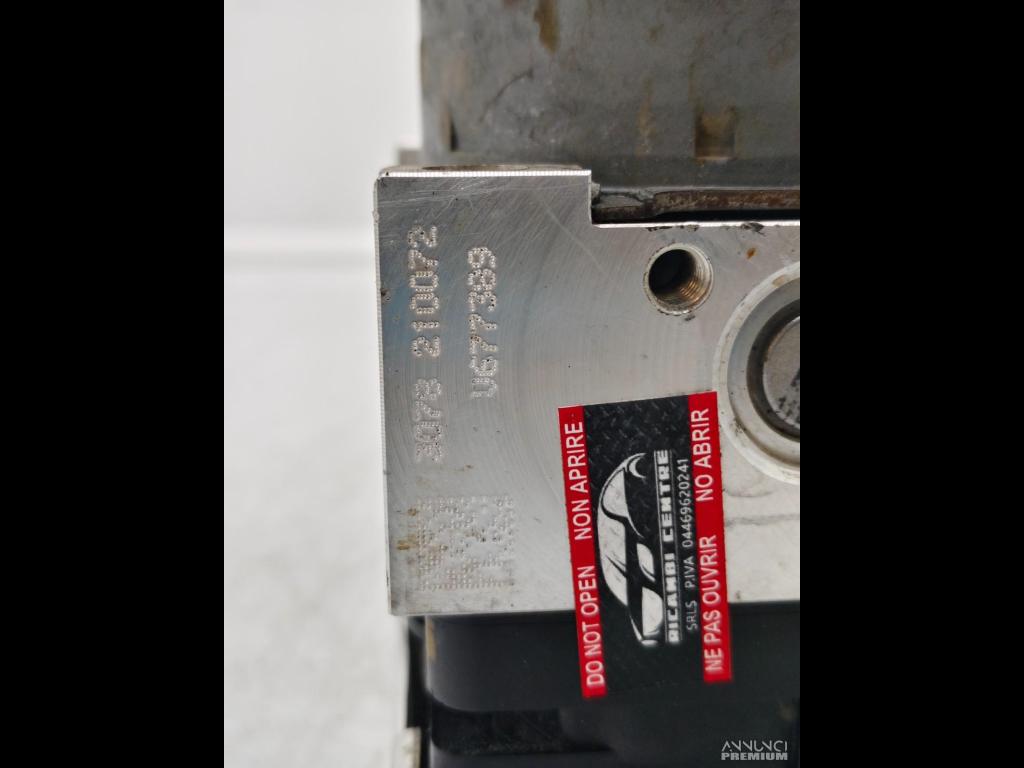 3078 210072
U677389
DO NOT OPEN NON APRIRE
RICAMBI CENTRE
SRLS P.IVA 04469620241
NE PAS OUVRIR NO ABRIR
ANNUNCI
PREMIUM